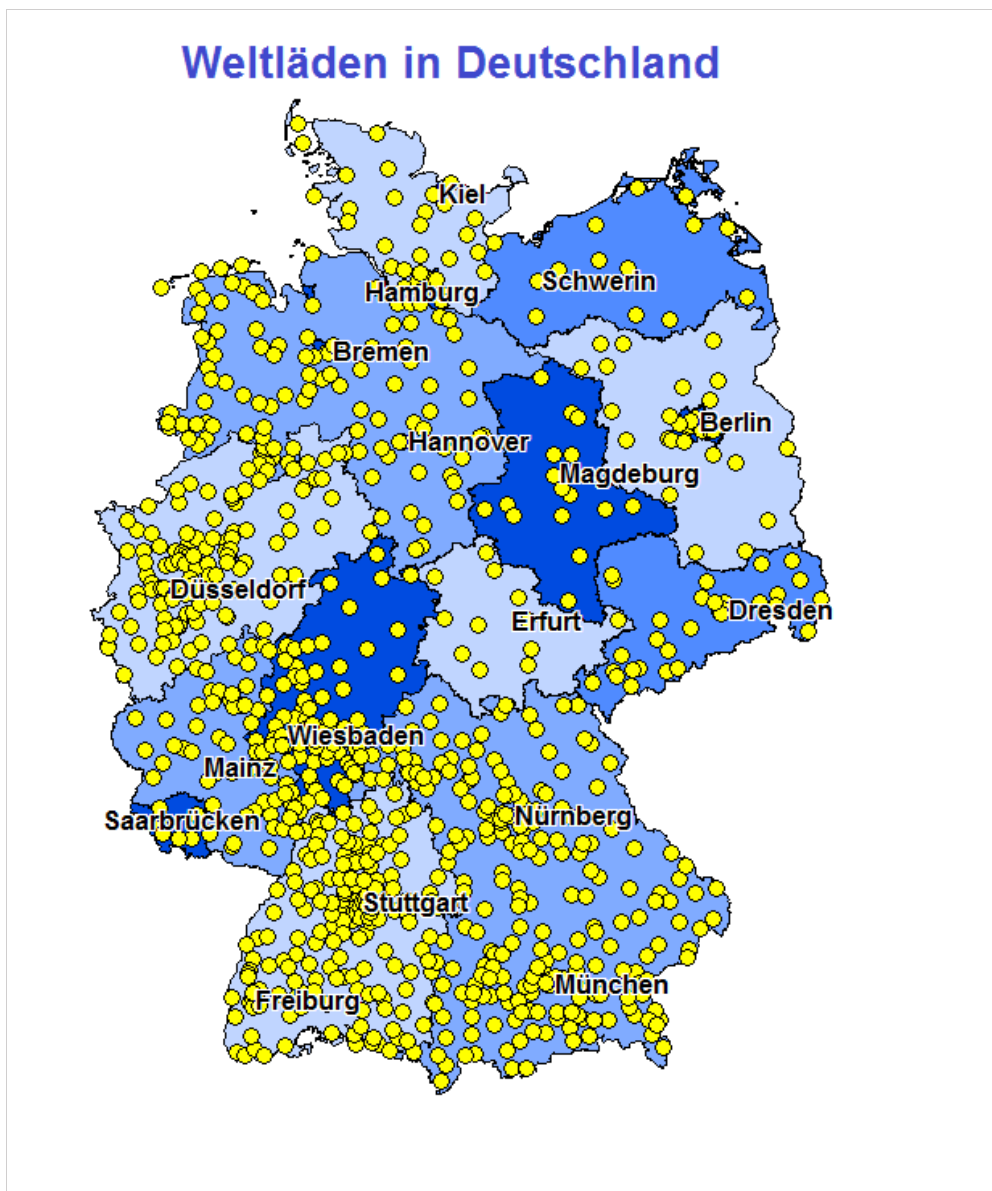 Weltläden in Deutschland
Kiel
Schwerin
Hamburg
Bremen
Berlin
Hannover
Magdeburg
Düsseldorf
Dresden
Erfurt
Wiesbaden
Mainz
Nürnberg
Saarbrücken
Stuttgart
München
Freiburg